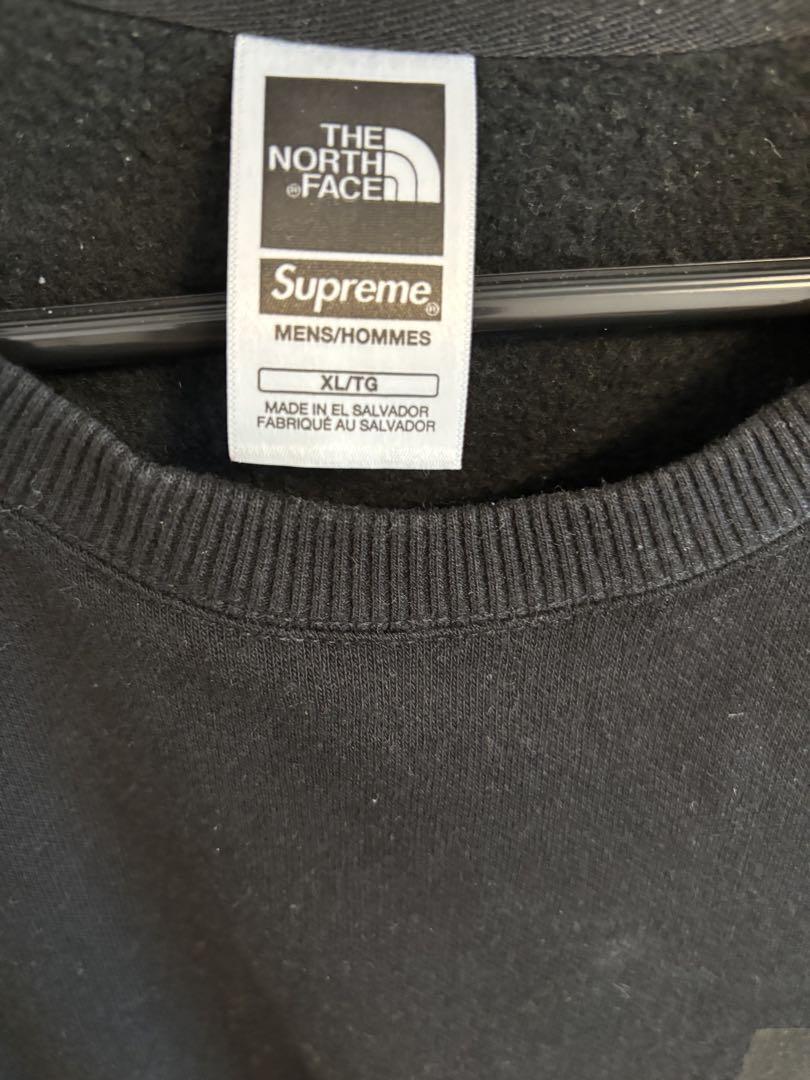 THE
NORTH
®FACE
Supreme®
MENS/HOMMES
XL/TG
MADE IN EL SALVADOR
FABRIQUÉ AU SALVADOR